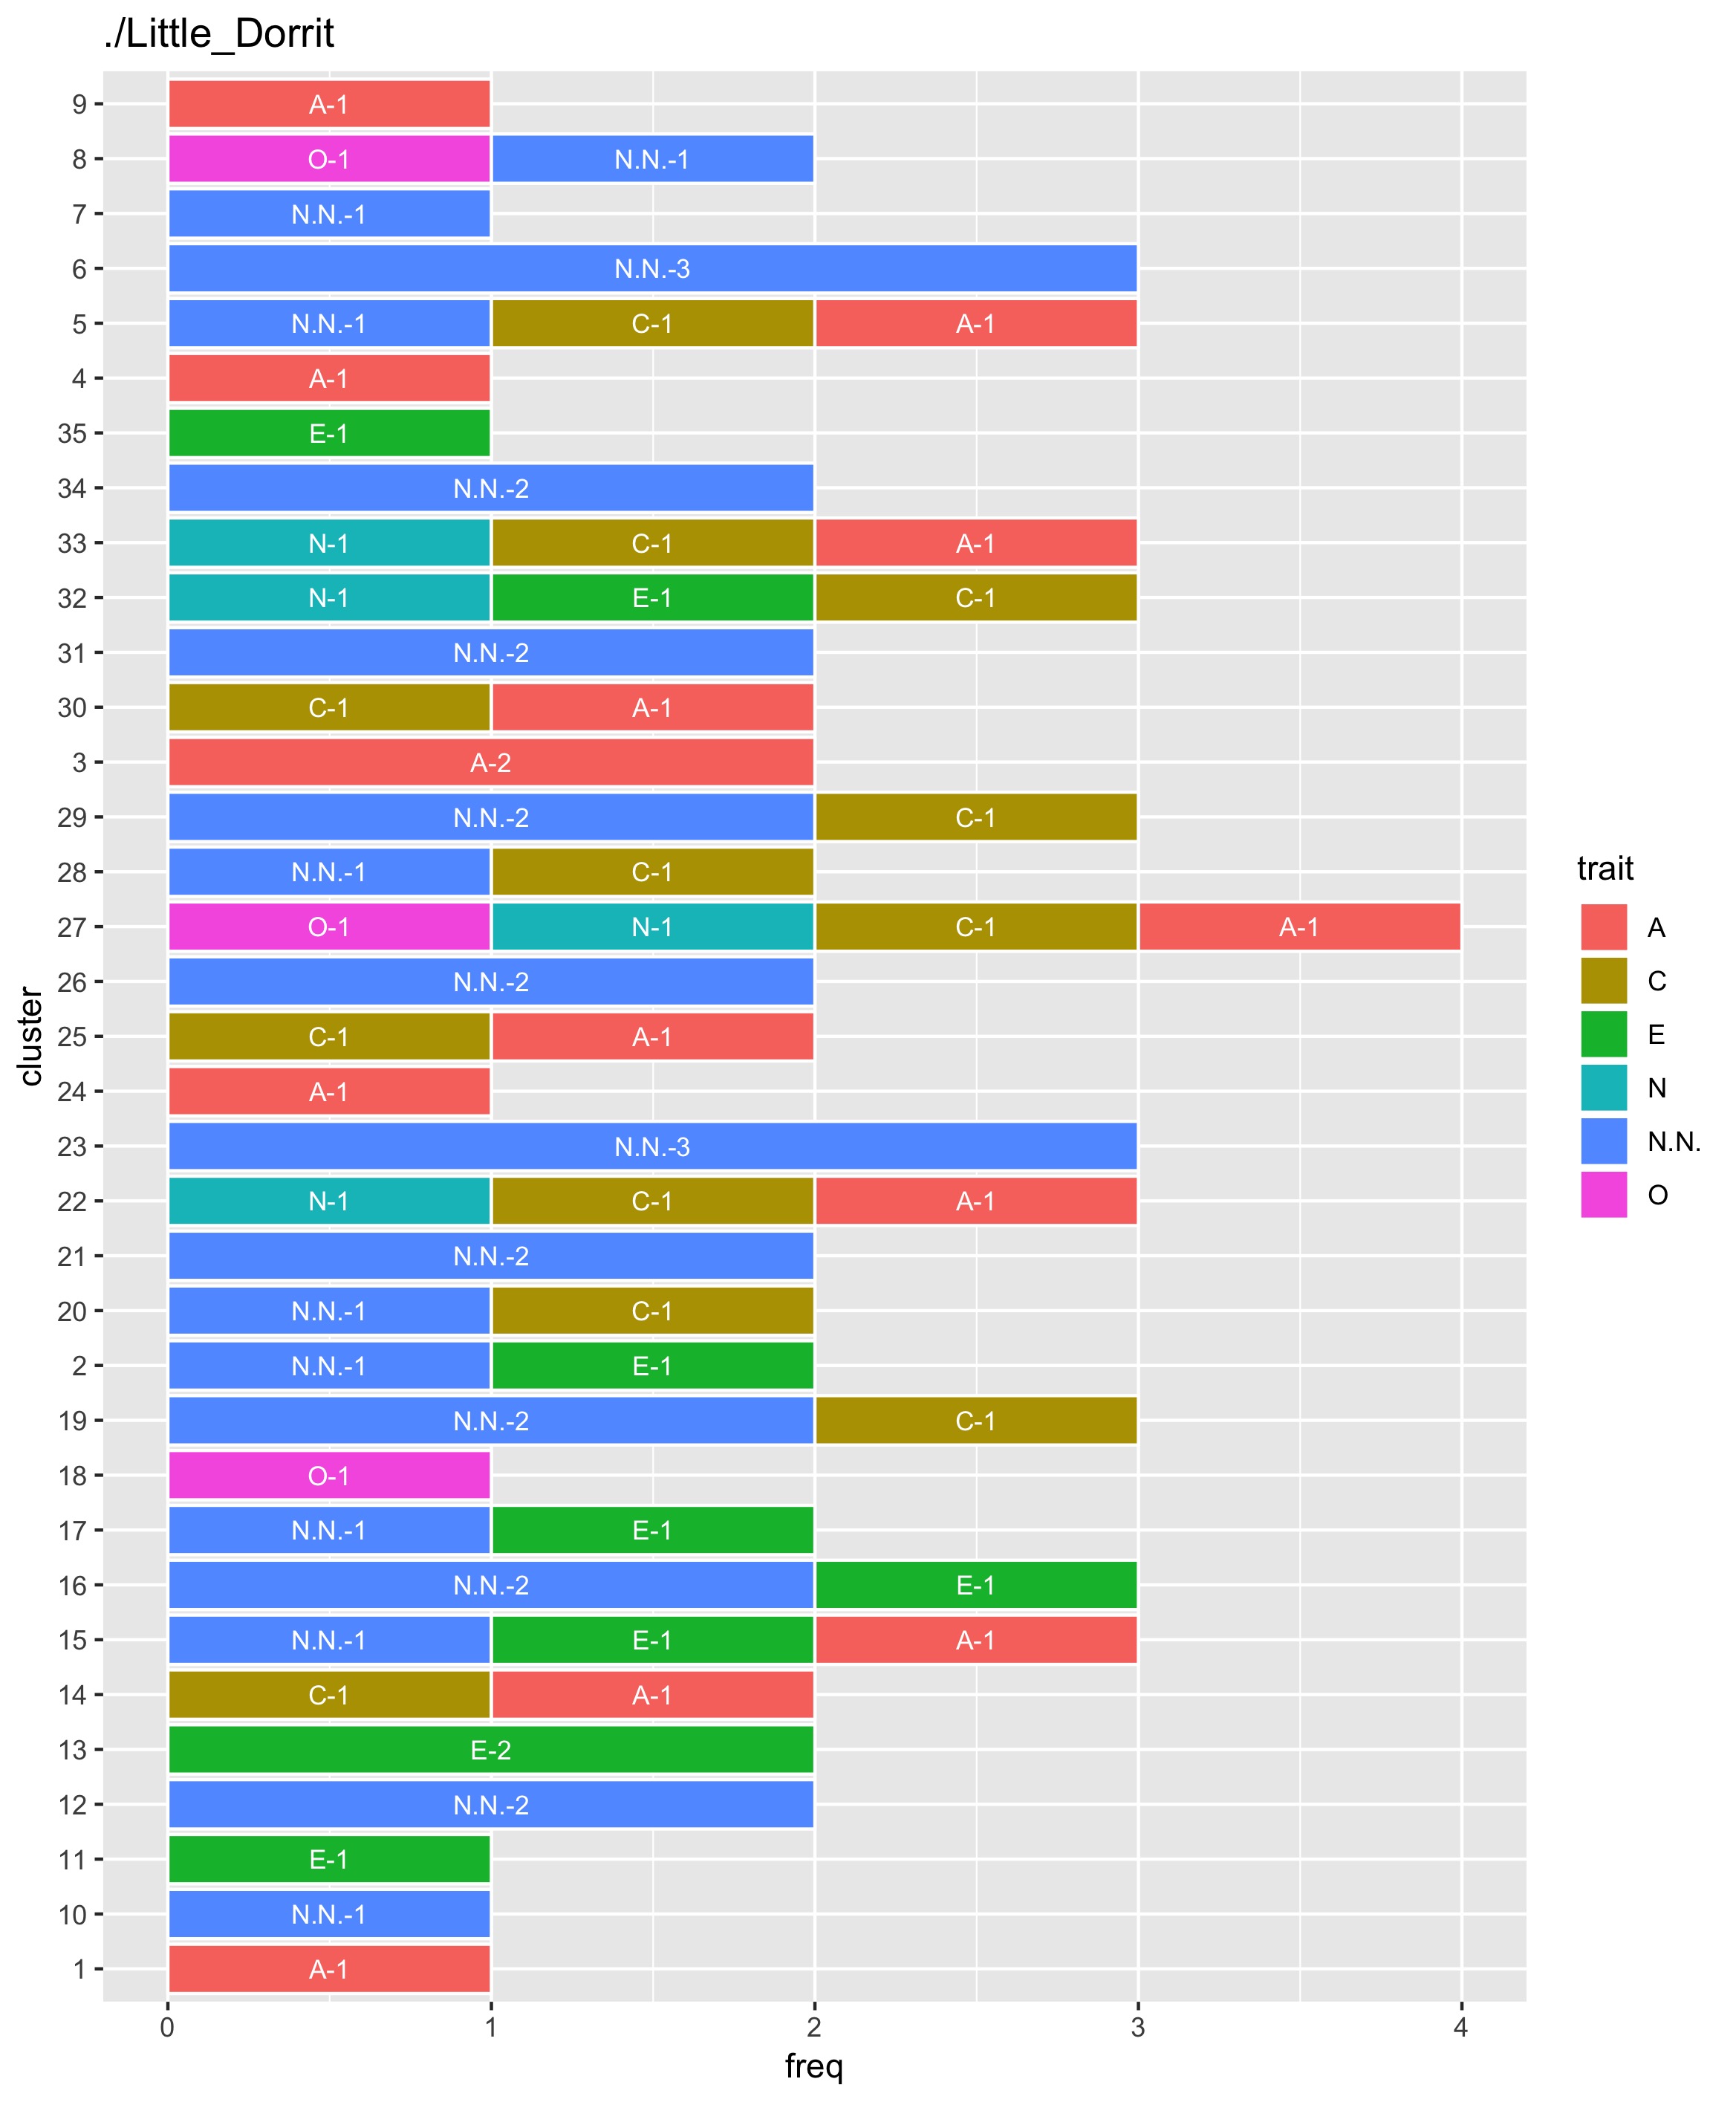 ./Little_Dorrit
9 A-1
8 O-1 N.N.-1
7 N.N.-1
6 N.N.-3
5 N.N.-1 C-1 A-1
4 A-1
35 E-1
34 N.N.-2
33 N-1 C-1 A-1
32 N-1 E-1 C-1
31 N.N.-2
30 C-1 A-1
3 A-2
29 N.N.-2 C-1
28 N.N.-1 C-1
27 O-1 N-1 C-1 A-1
26 N.N.-2
25 C-1 A-1
24 A-1
23 N.N.-3
22 N-1 C-1 A-1
21 N.N.-2
20 N.N.-1 C-1
2 N.N.-1 E-1
19 N.N.-2 C-1
18 O-1
17 N.N.-1 E-1
16 N.N.-2 E-1
15 N.N.-1 E-1 A-1
14 C-1 A-1
13 E-2
12 N.N.-2
11 E-1
10 N.N.-1
1 A-1
0 1 2 3 4
freq
cluster
trait
A
C
E
N
N.N.
O